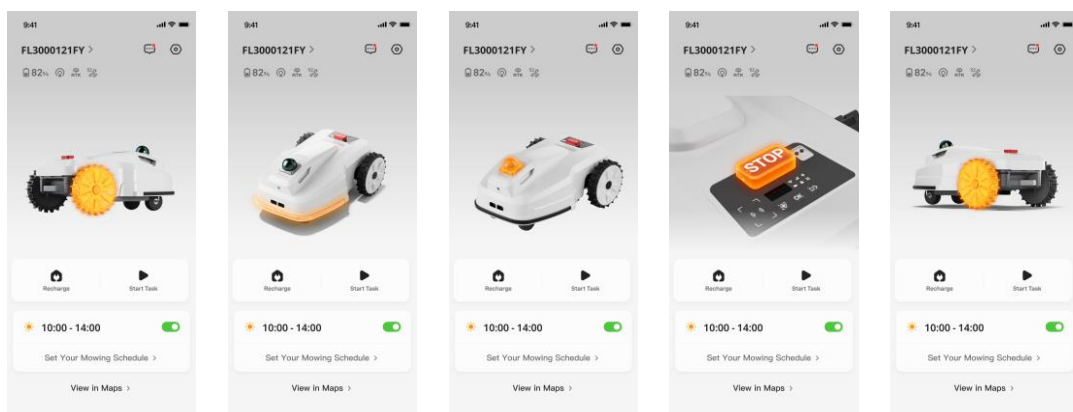 9:41
FL3000121FY >
82% RTK
Recharge Start Task
10:00 - 14:00
Set Your Mowing Schedule >
View in Maps >
9:41
FL3000121FY >
82% RTK
Recharge Start Task
10:00 - 14:00
Set Your Mowing Schedule >
View in Maps >
9:41
FL3000121FY >
82% RTK
Recharge Start Task
10:00 - 14:00
Set Your Mowing Schedule >
View in Maps >
9:41
FL3000121FY >
82% RTK
STOP
OK
Recharge Start Task
10:00 - 14:00
Set Your Mowing Schedule >
View in Maps >
9:41
FL3000121FY >
82% RTK
Recharge Start Task
10:00 - 14:00
Set Your Mowing Schedule >
View in Maps >